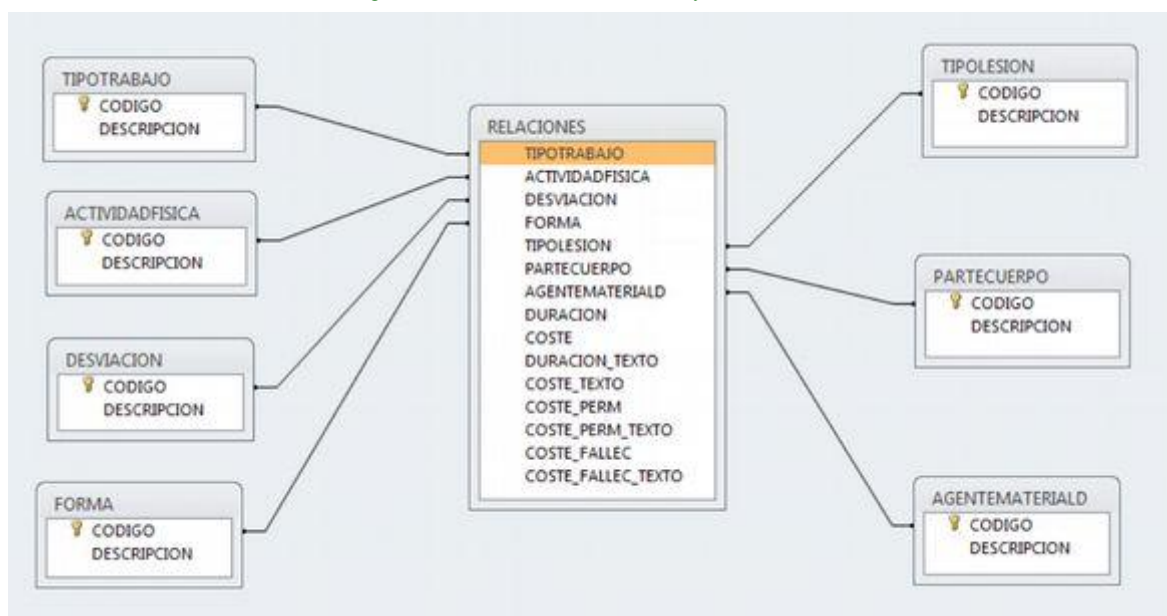 TIPOTRABAJO
CODIGO
DESCRIPCION
ACTIVIDADFISICA
CODIGO
DESCRIPCION
DESVIACION
CODIGO
DESCRIPCION
FORMA
CODIGO
DESCRIPCION
RELACIONES
TIPOTRABAJO
ACTIVIDADFISICA
DESVIACION
FORMA
TIPOLESION
PARTECUERPO
AGENTEMATERIALD
DURACION
COSTE
DURACION_TEXTO
COSTE_TEXTO
COSTE_PERM
COSTE_PERM_TEXTO
COSTE_FALLEC
COSTE_FALLEC_TEXTO
TIPOLESION
CODIGO
DESCRIPCION
PARTECUERPO
CODIGO
DESCRIPCION
AGENTEMATERIALD
CODIGO
DESCRIPCION